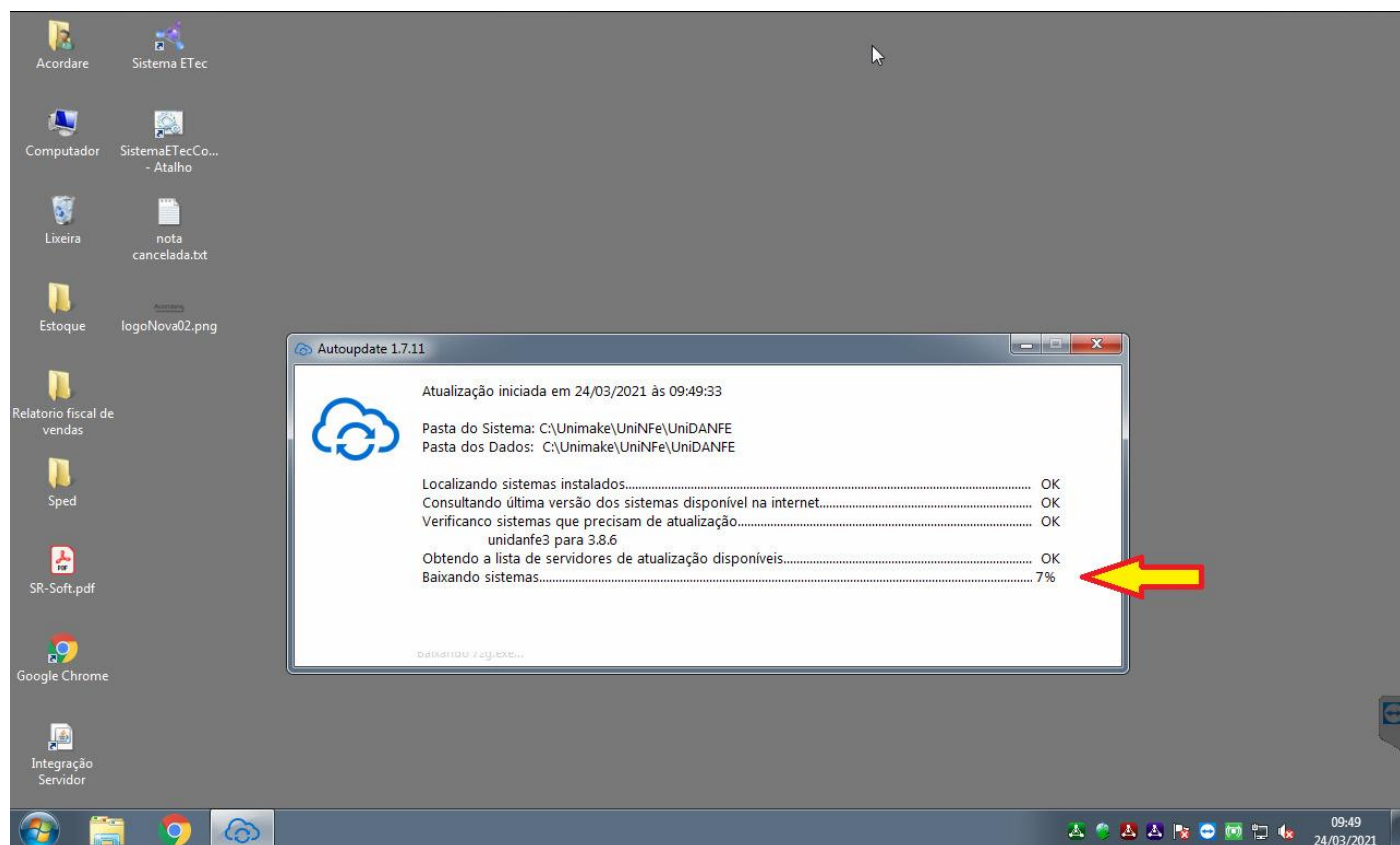 Acordare
Sistema ETec
Computador
SistemaETecCo...
- Atalho
Lixeira
nota
cancelada.txt
Estoque
logoNova02.png
Relatorio fiscal de
vendas
Sped
SR-Soft.pdf
Google Chrome
Integração
Servidor
Autoupdate 1.7.11
Atualização iniciada em 24/03/2021 às 09:49:33
Pasta do Sistema: C:\Unimake\UniNFe\UniDANFE
Pasta dos Dados: C:\Unimake\UniNFe\UniDANFE
Localizando sistemas instalados........ OK
Consultando última versão dos sistemas disponível na internet........ OK
Verificanco sistemas que precisam de atualização........ OK
unidanfe3 para 3.8.6
Obtendo a lista de servidores de atualização disponíveis........ OK
Baixando sistemas........ 7%
Baixando 7zg.exe...
09:49
24/03/2021